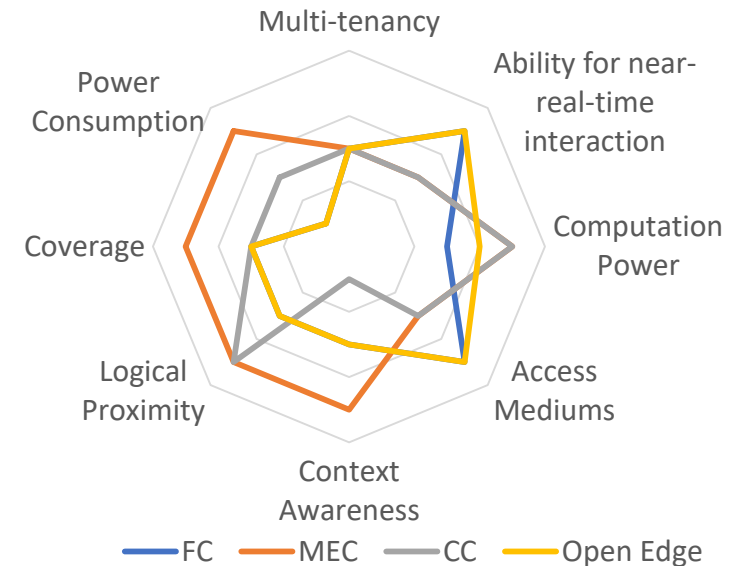 Multi-tenancy
Ability for near-
real-time
interaction
Computation
Power
Access
Mediums
Context
Awareness
Logical
Proximity
Coverage
Power
Consumption
FC
MEC
CC
Open Edge